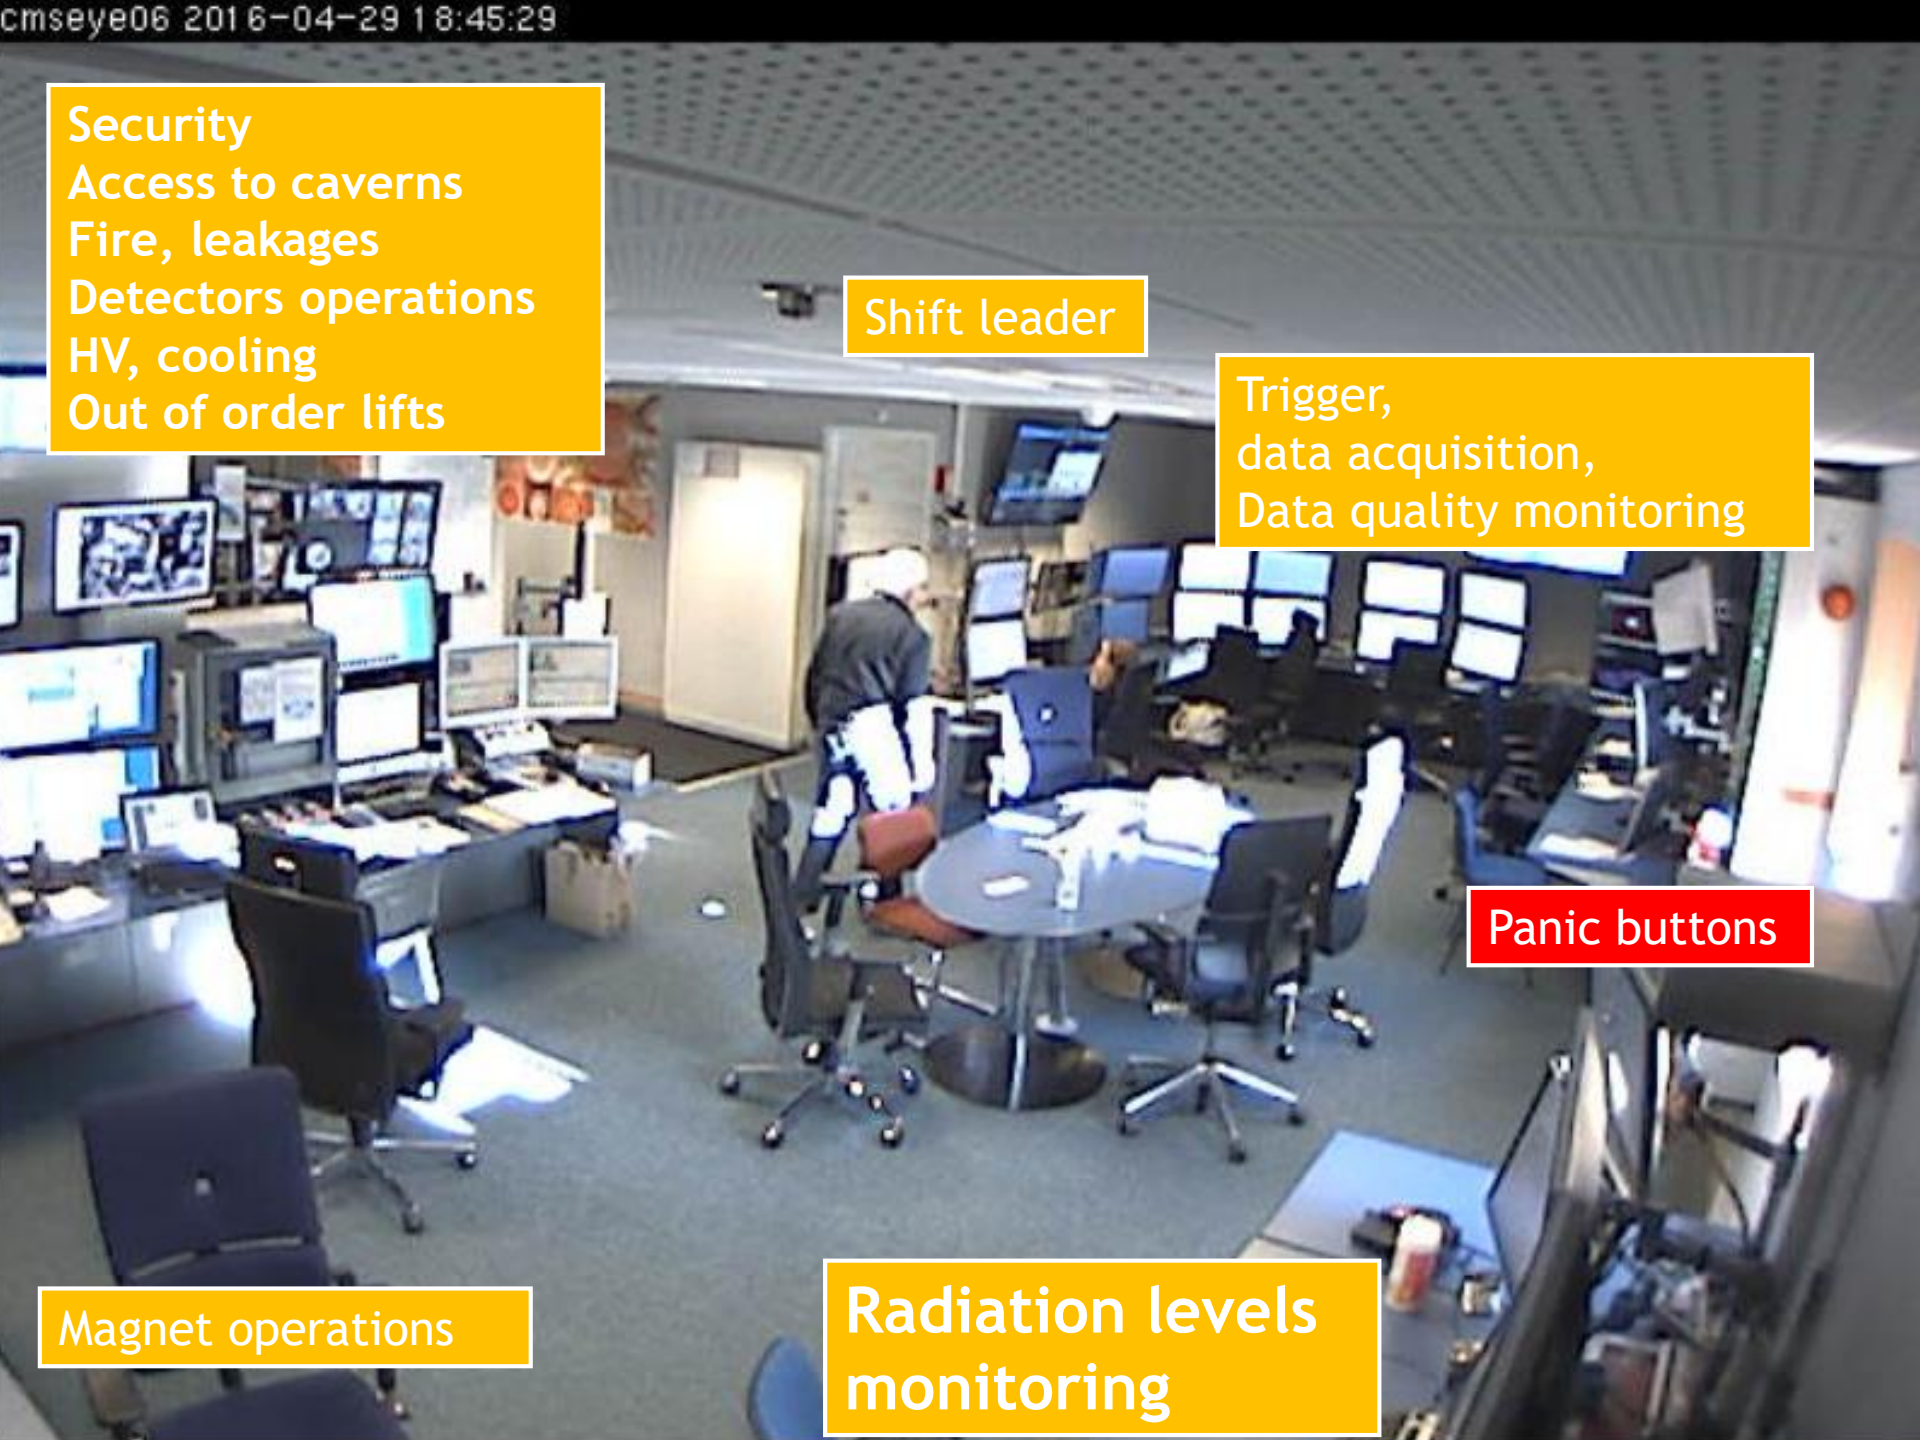 cmseye06 2016-04-29 18:45:29
Security
Access to caverns
Fire, leakages
Detectors operations
HV, cooling
Out of order lifts
Shift leader
Trigger,
data acquisition,
Data quality monitoring
Panic buttons
Magnet operations
Radiation levels
monitoring